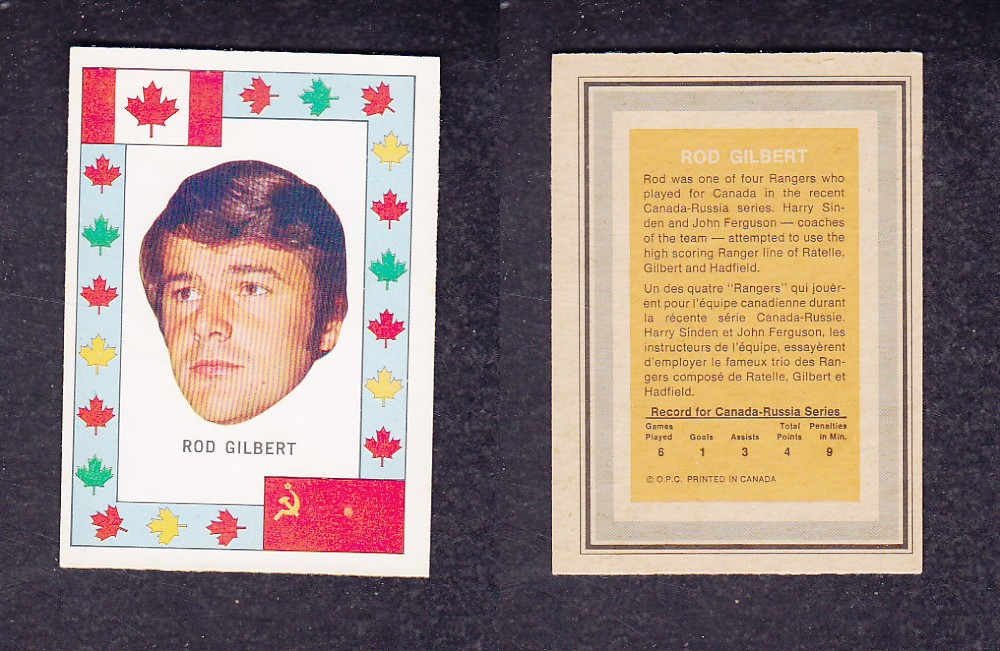 ROD GILBERT
ROD GILBERT
Rod was one of four Rangers who
played for Canada in the recent
Canada-Russia series. Harry Sin-
den and John Ferguson — coaches
of the team — attempted to use the
high scoring Ranger line of Ratelle,
Gilbert and Hadfield.
Un des quatre "Rangers" qui jouèr-
ent pour l'équipe canadienne durant
la récente série Canada-Russie.
Harry Sinden et John Ferguson, les
instructeurs de l'équipe, essayèrent
d'employer le fameux trio des Ran-
gers composé de Ratelle, Gilbert et
Hadfield.
Record for Canada-Russia Series
Games Total Penalties
Played Goals Assists Points in Min.
6 1 3 4 9
© O.P.C. PRINTED IN CANADA